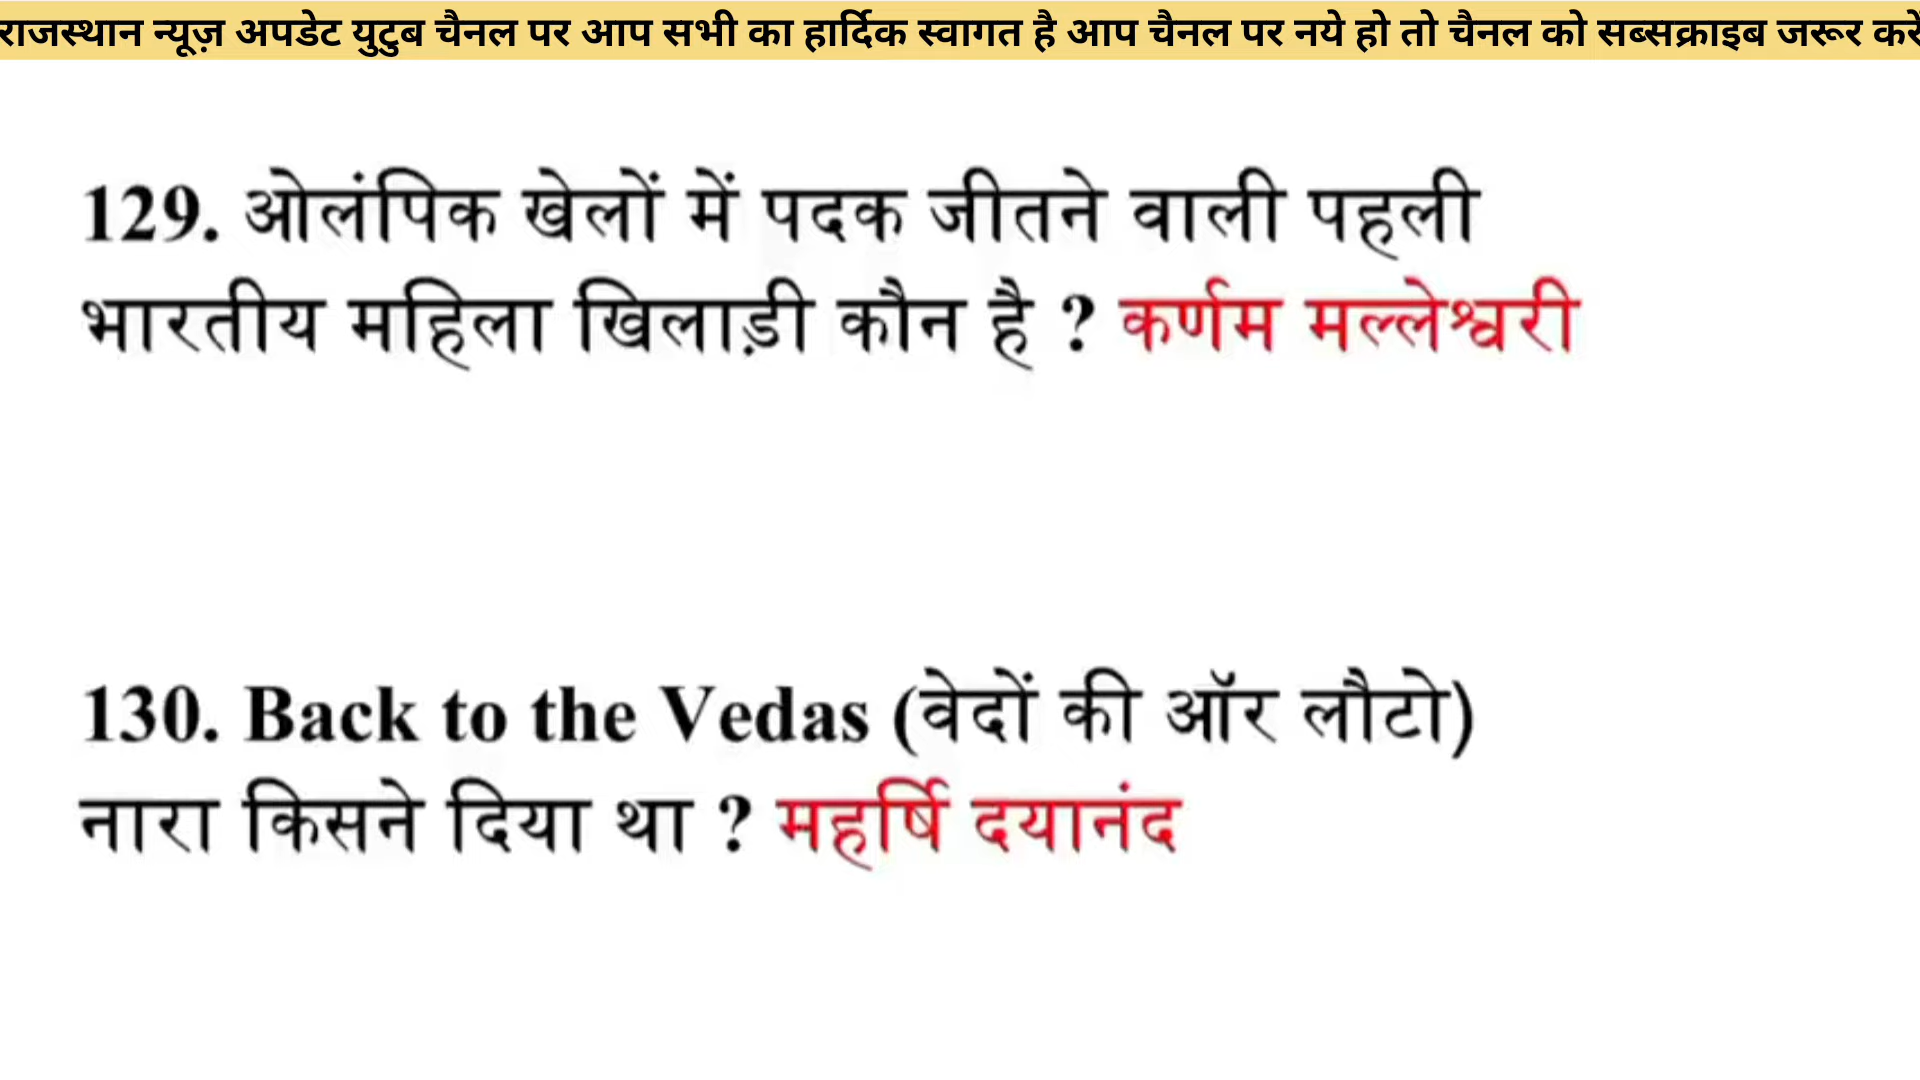 राजस्थान न्यूज़ अपडेट युटुब चैनल पर आप सभी का हार्दिक स्वागत है आप चैनल पर नये हो तो चैनल को सब्सक्राइब जरूर करें
129. ओलंपिक खेलों में पदक जीतने वाली पहली
भारतीय महिला खिलाड़ी कौन है ? कर्णम मल्लेश्वरी
130. Back to the Vedas (वेदों की ऑर लौटो)
नारा किसने दिया था ? महर्षि दयानंद